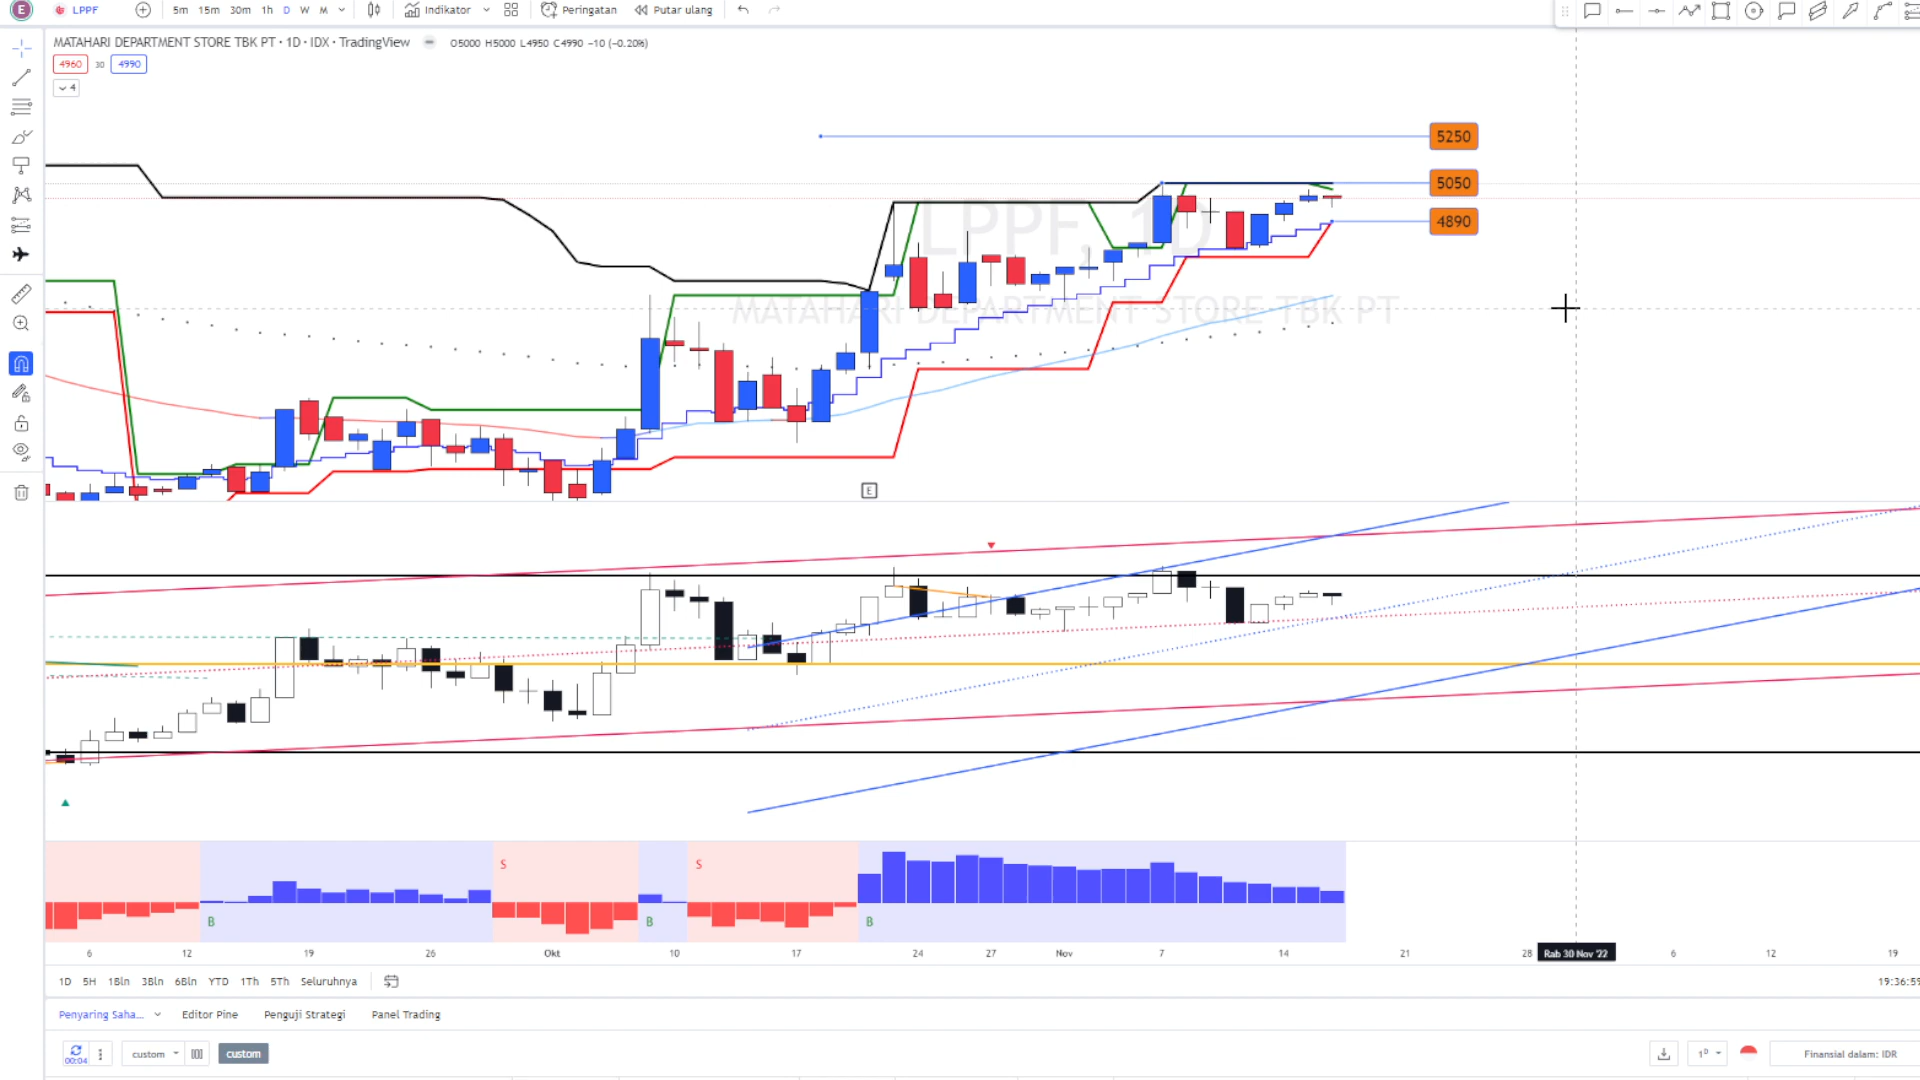 E LPPF 5m 15m 30m 1h D W M Indikator Peringatan Putar ulang
MATAHARI DEPARTMENT STORE TBK PT · 1D · IDX · TradingView O5000 H5000 L4950 C4990 −10 (−0.20%)
4960 30 4990
4
5250
5050
4890
LPPF, 1D
MATAHARI DEPARTMENT STORE TBK PT
E
S S
B B B
6 12 19 26 Okt 10 17 24 27 Nov 7 14 21 28 Rab 30 Nov '22 6 12 19
1D 5H 1Bln 3Bln 6Bln YTD 1Th 5Th Seluruhnya 19:36:59
Penyaring Saha... Editor Pine Penguji Strategi Panel Trading
00:04 custom custom 1D Finansial dalam: IDR